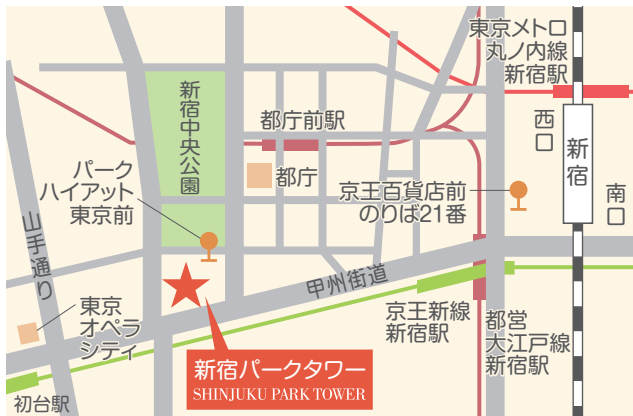 東京メトロ
丸ノ内線
新宿駅
新宿中央公園
都庁前駅
西口
新宿
パーク
ハイアット
東京前
都庁
京王百貨店前
のりば21番
南口
山手通り
甲州街道
東京
オペラ
シティ
京王新線
新宿駅
都営
大江戸線
新宿駅
新宿パークタワー
SHINJUKU PARK TOWER
初台駅